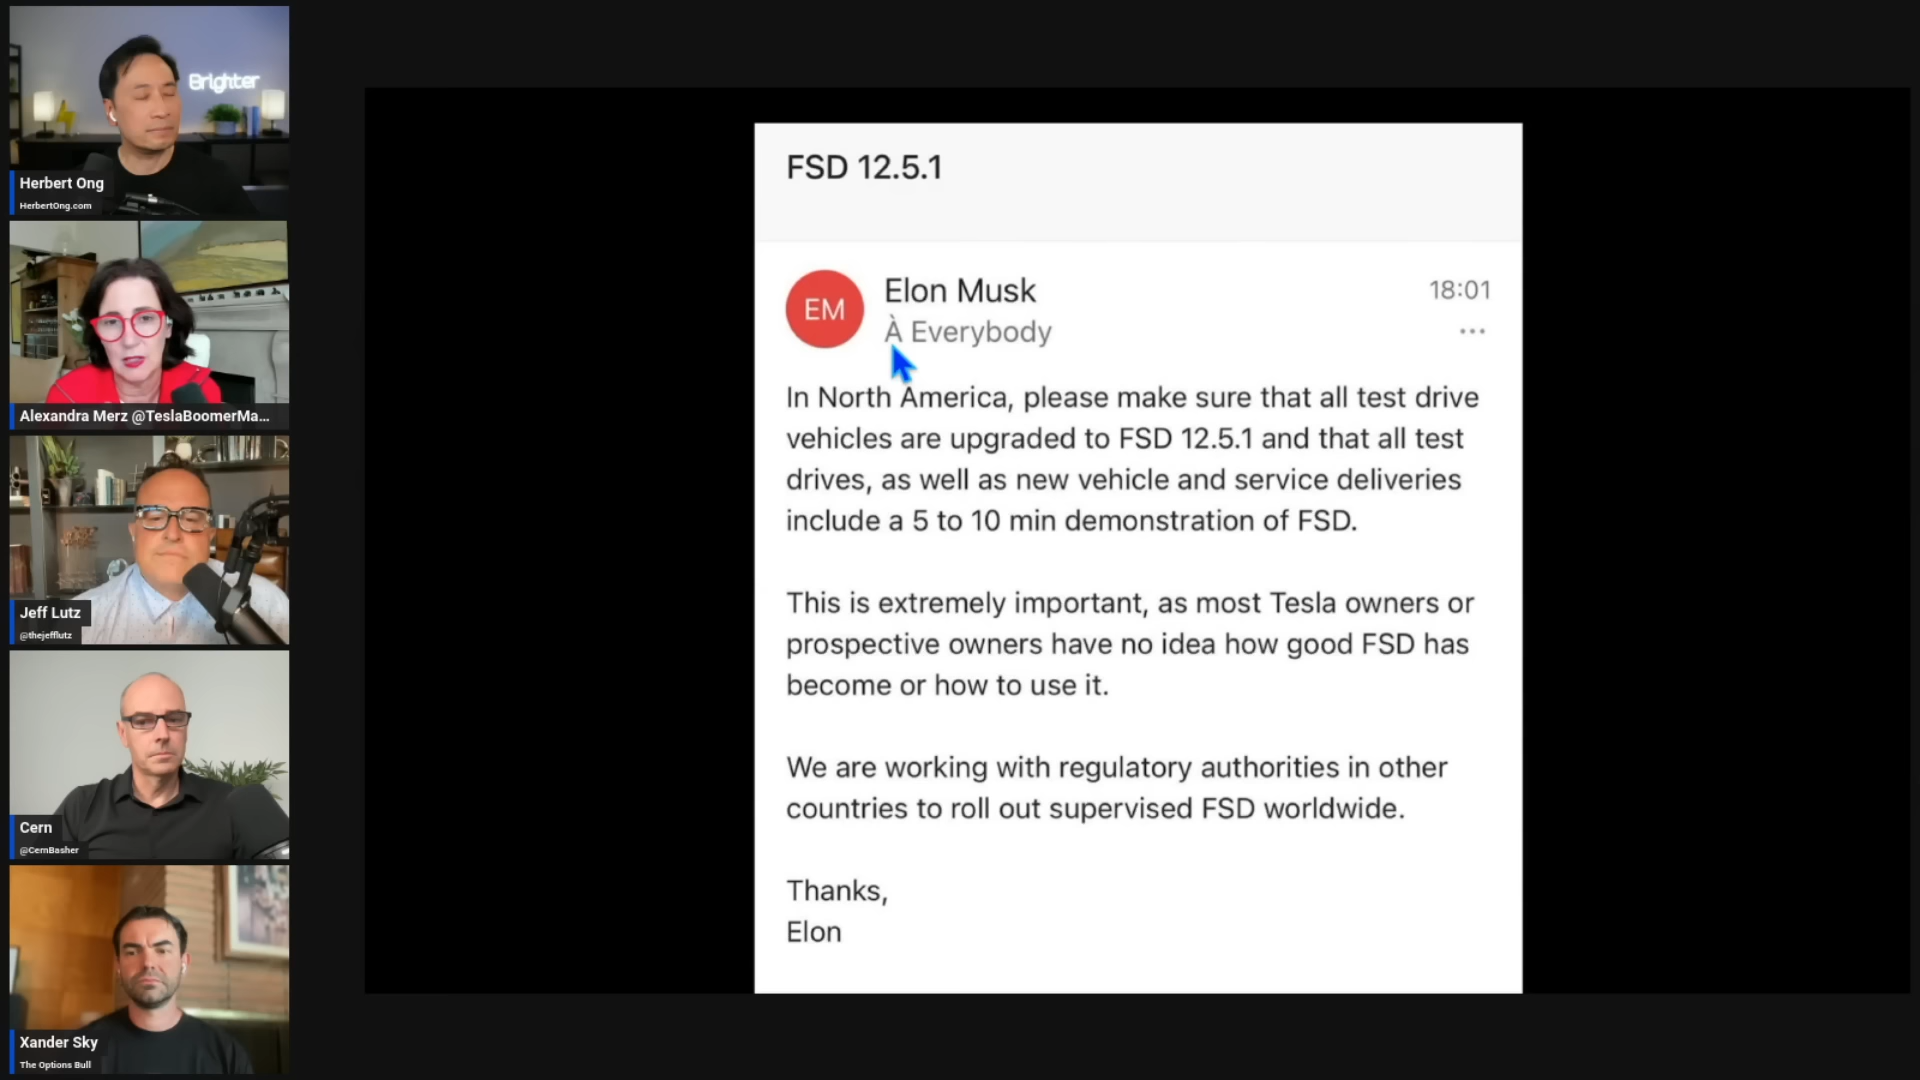 Brighter
Herbert Ong
HerbertOng.com
Alexandra Merz @TeslaBoomerMa...
Jeff Lutz
@thejefflutz
Cern
@CernBasher
Xander Sky
The Options Bull
FSD 12.5.1
EM
Elon Musk
18:01
À Everybody
In North America, please make sure that all test drive
vehicles are upgraded to FSD 12.5.1 and that all test
drives, as well as new vehicle and service deliveries
include a 5 to 10 min demonstration of FSD.
This is extremely important, as most Tesla owners or
prospective owners have no idea how good FSD has
become or how to use it.
We are working with regulatory authorities in other
countries to roll out supervised FSD worldwide.
Thanks,
Elon